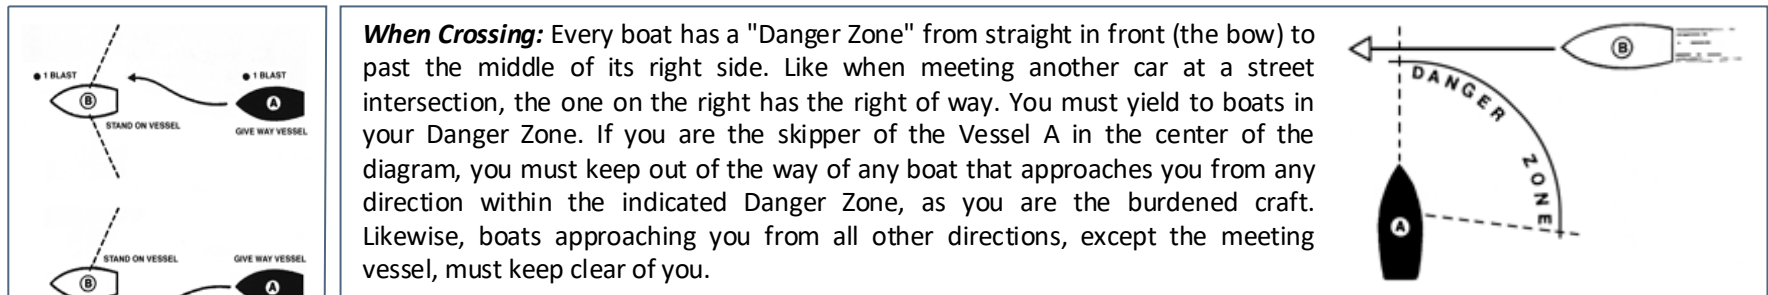 ● 1 BLAST
● 1 BLAST
B
A
STAND ON VESSEL
GIVE WAY VESSEL
STAND ON VESSEL
GIVE WAY VESSEL
B
A
When Crossing: Every boat has a "Danger Zone" from straight in front (the bow) to
past the middle of its right side. Like when meeting another car at a street
intersection, the one on the right has the right of way. You must yield to boats in
your Danger Zone. If you are the skipper of the Vessel A in the center of the
diagram, you must keep out of the way of any boat that approaches you from any
direction within the indicated Danger Zone, as you are the burdened craft.
Likewise, boats approaching you from all other directions, except the meeting
vessel, must keep clear of you.
B
DANGER ZONE
A